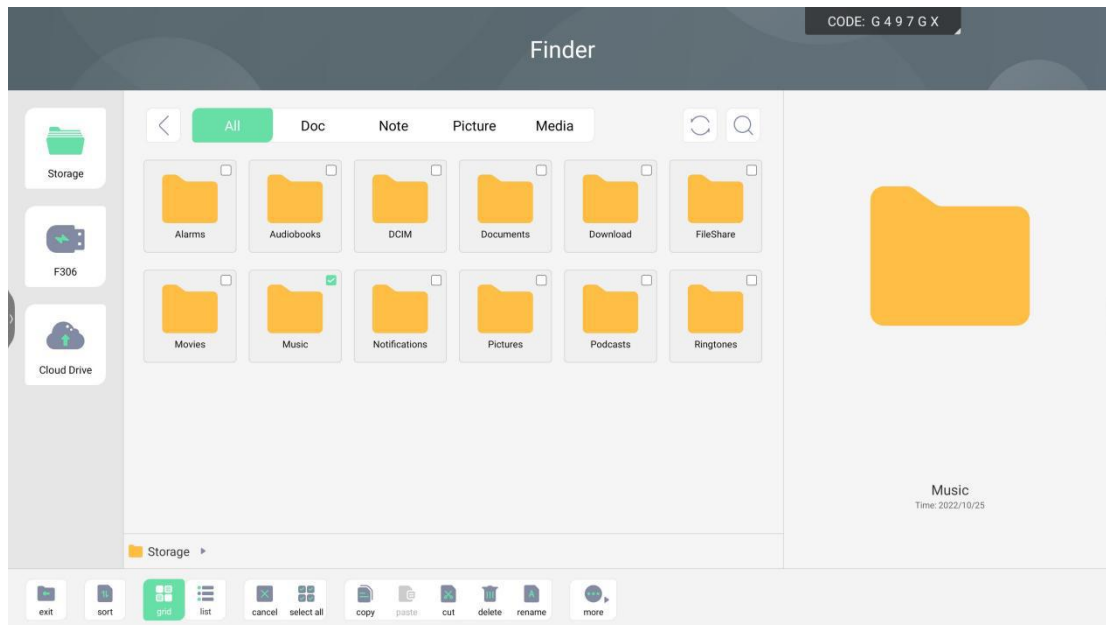 CODE: G 4 9 7 G X
Finder
Storage
F306
Cloud Drive
All Doc Note Picture Media
Alarms Audiobooks DCIM Documents Download FileShare
Movies Music Notifications Pictures Podcasts Ringtones
Music
Time: 2022/10/25
Storage
exit sort grid list cancel select all copy paste cut delete rename more